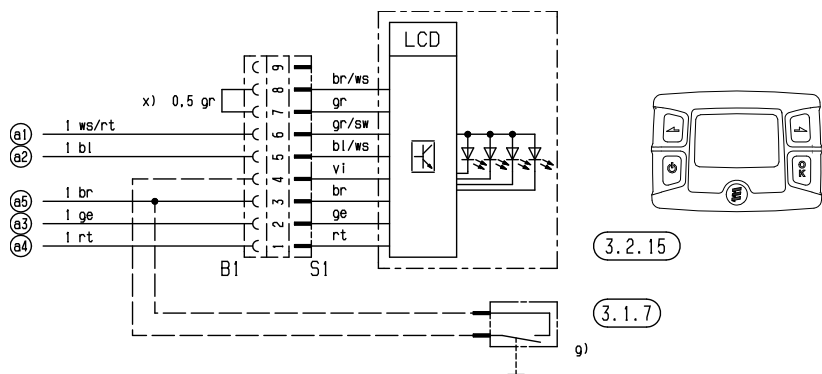 LCD
9
8
7
6
5
4
3
2
1
br/ws
gr
gr/sw
bl/ws
vi
br
ge
rt
x) 0,5 gr
a1 1 ws/rt
a2 1 bl
a5 1 br
a3 1 ge
a4 1 rt
B1
S1
OK
3.2.15
3.1.7
g)